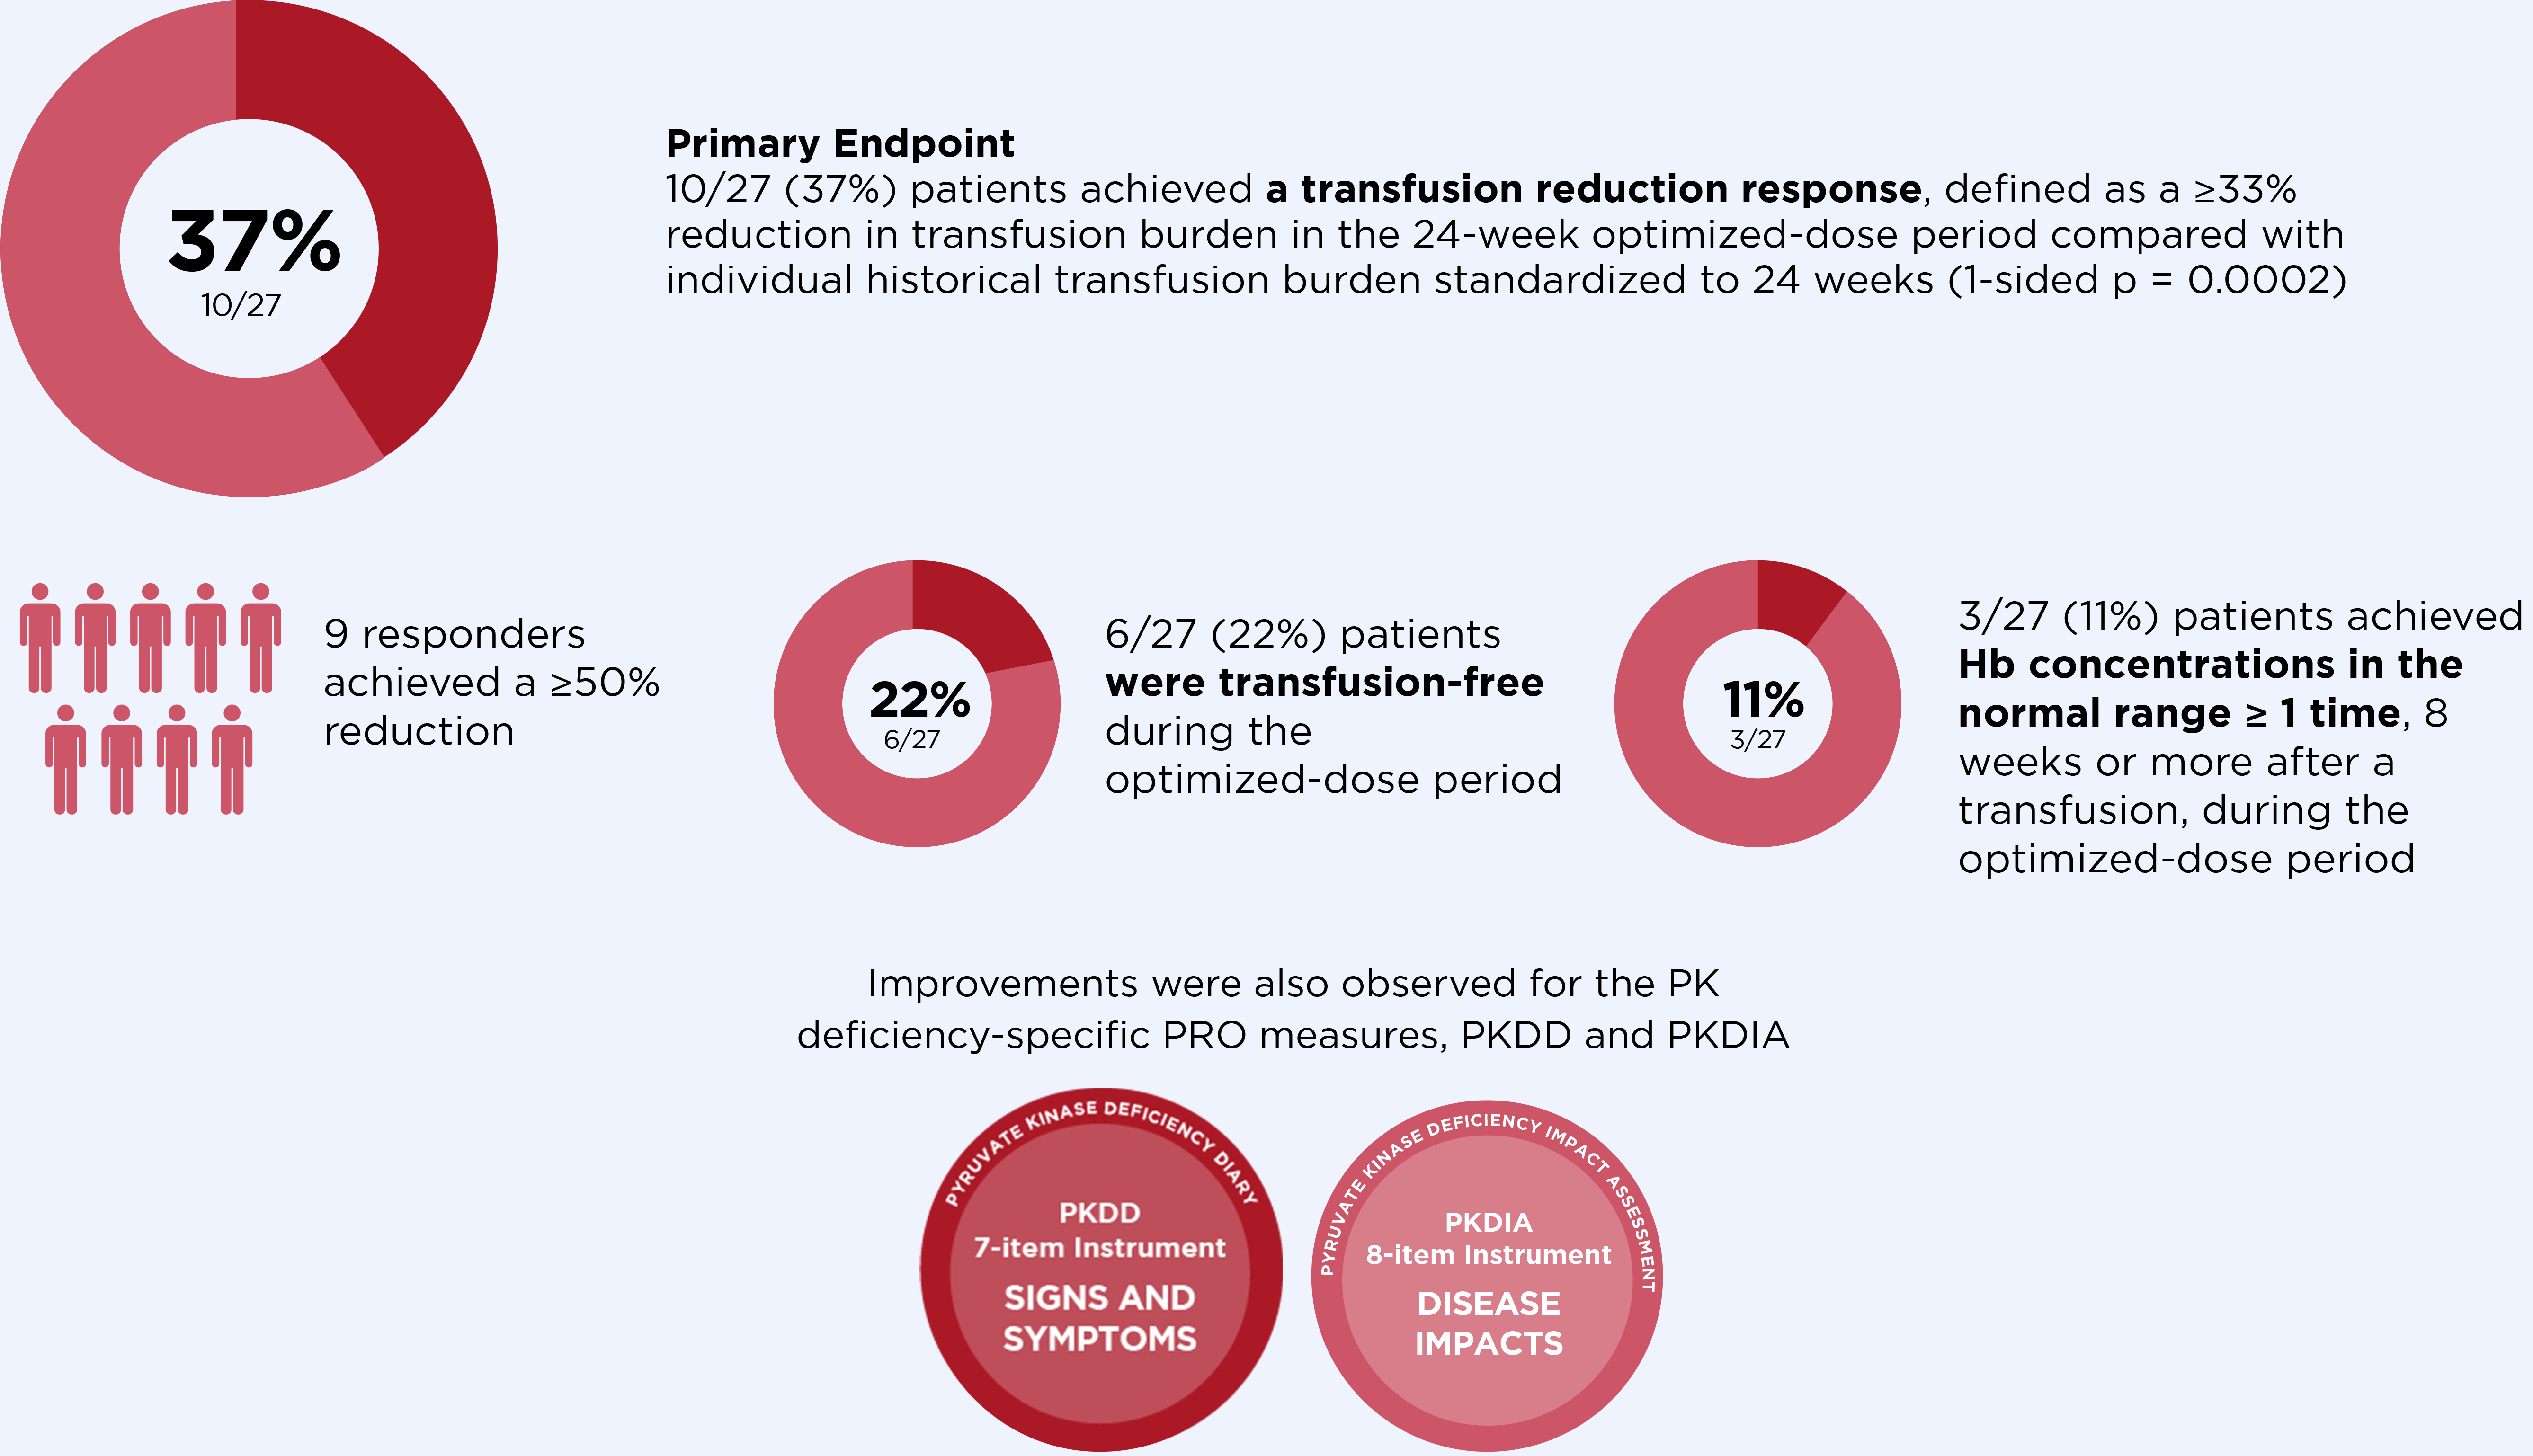 37%
10/27
Primary Endpoint
10/27 (37%) patients achieved a transfusion reduction response, defined as a ≥33%
reduction in transfusion burden in the 24-week optimized-dose period compared with
individual historical transfusion burden standardized to 24 weeks (1-sided p = 0.0002)
9 responders
achieved a ≥50%
reduction
22%
6/27
6/27 (22%) patients
were transfusion-free
during the
optimized-dose period
11%
3/27
3/27 (11%) patients achieved
Hb concentrations in the
normal range ≥ 1 time, 8
weeks or more after a
transfusion, during the
optimized-dose period
Improvements were also observed for the PK
deficiency-specific PRO measures, PKDD and PKDIA
PYRUVATE KINASE DEFICIENCY DIARY
PKDD
7-item Instrument
SIGNS AND
SYMPTOMS
PYRUVATE KINASE DEFICIENCY IMPACT ASSESSMENT
PKDIA
8-item Instrument
DISEASE
IMPACTS